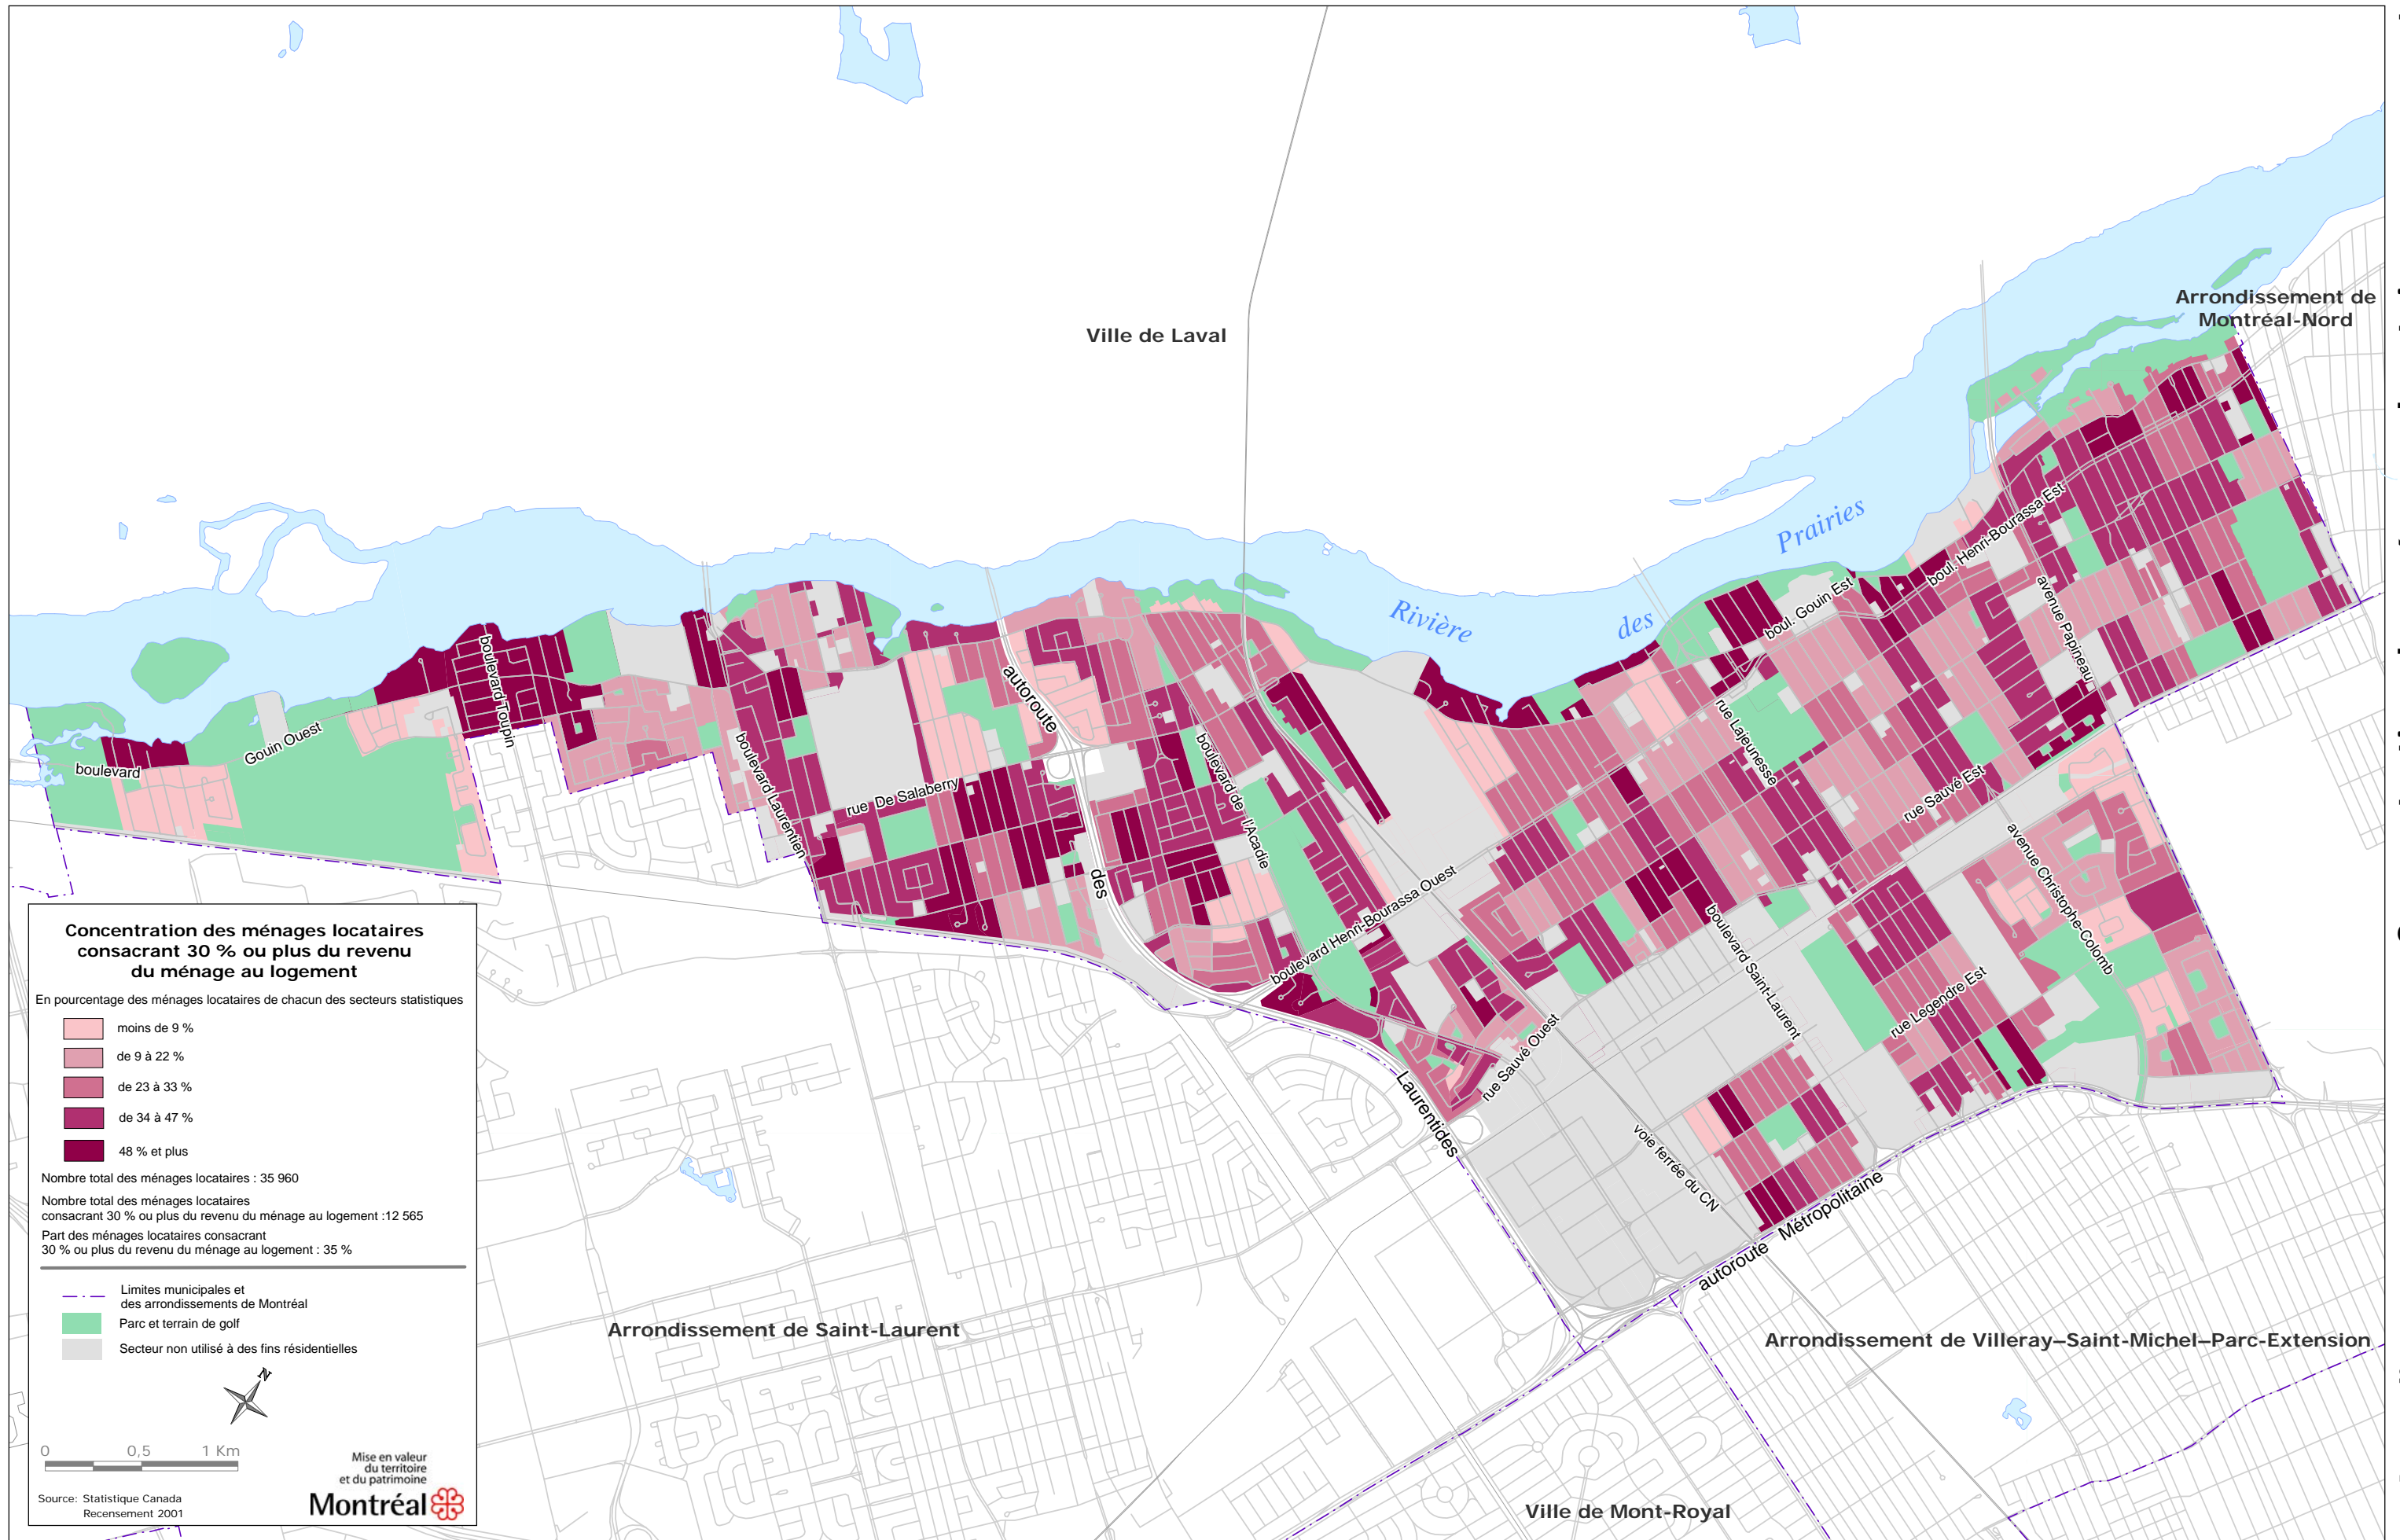 Arrondissement de
Montréal-Nord
Ville de Laval
Rivière
des
Prairies
boulevard
Gouin Ouest
boulevard Toupin
boulevard Laurentien
rue De Salaberry
autoroute
des
Laurentides
boulevard de l'Acadie
boulevard Henri-Bourassa Ouest
rue Sauvé Ouest
boul. Gouin Est
boul. Henri-Bourassa Est
avenue Papineau
rue Lajeunesse
rue Sauvé Est
avenue Christophe-Colomb
boulevard Saint-Laurent
rue Legendre Est
voie ferrée du CN
autoroute Métropolitaine
Arrondissement de Saint-Laurent
Arrondissement de Villeray–Saint-Michel–Parc-Extension
Ville de Mont-Royal
Concentration des ménages locataires
consacrant 30 % ou plus du revenu
du ménage au logement
En pourcentage des ménages locataires de chacun des secteurs statistiques
moins de 9 %
de 9 à 22 %
de 23 à 33 %
de 34 à 47 %
48 % et plus
Nombre total des ménages locataires : 35 960
Nombre total des ménages locataires
consacrant 30 % ou plus du revenu du ménage au logement :12 565
Part des ménages locataires consacrant
30 % ou plus du revenu du ménage au logement : 35 %
Limites municipales et
des arrondissements de Montréal
Parc et terrain de golf
Secteur non utilisé à des fins résidentielles
N
0 0,5 1 Km
Mise en valeur
du territoire
et du patrimoine
Montréal
Source: Statistique Canada
Recensement 2001